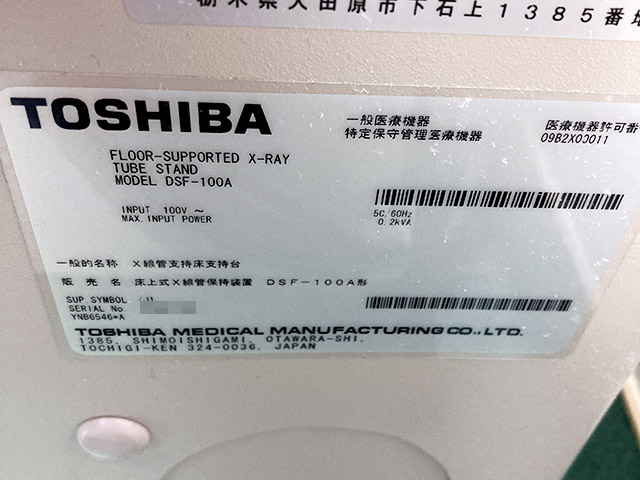 栃木県大田原市下石上1385番地
TOSHIBA
一般医療機器
特定保守管理医療機器
医療機器許可番
09B2X00011
FLOOR-SUPPORTED X-RAY
TUBE STAND
MODEL DSF-100A
INPUT 100V ~
50/60Hz
MAX. INPUT POWER
0.2kVA
一般的名称 X線管支持床支持台
販売名 床上式X線管保持装置 DSF-100A形
SUP. SYMBOL
SERIAL No
YNB6546*A
TOSHIBA MEDICAL MANUFACTURING CO., LTD.
1385, SHIMOISHIGAMI, OTAWARA-SHI,
TOCHIGI-KEN 324-0036, JAPAN